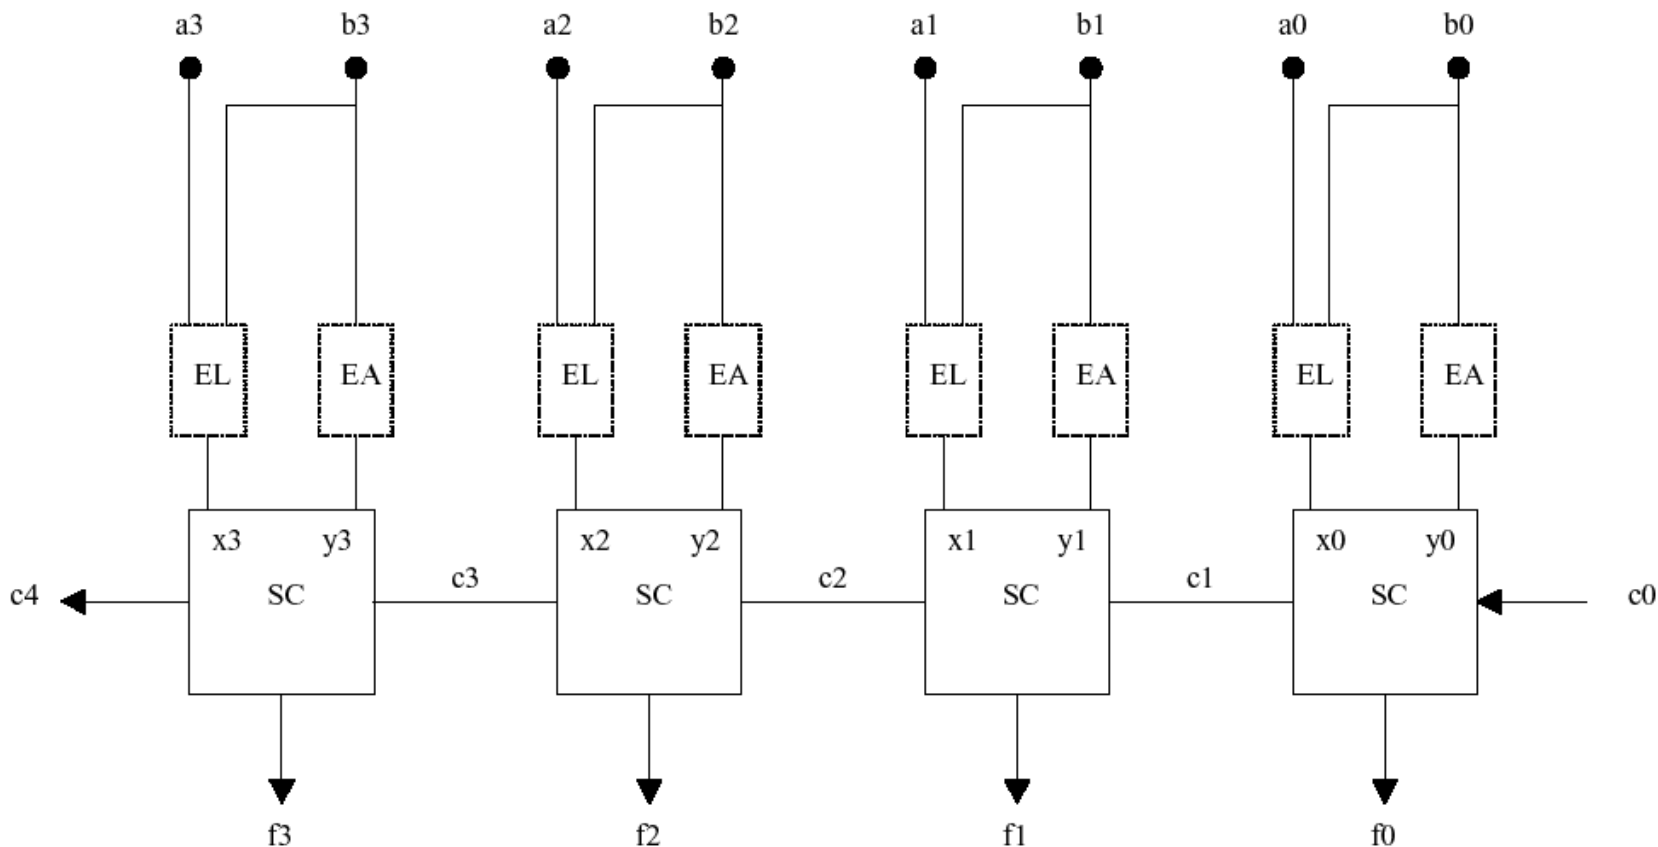 a3 b3 a2 b2 a1 b1 a0 b0
EL EA EL EA EL EA EL EA
x3 y3 x2 y2 x1 y1 x0 y0
c4 SC c3 SC c2 SC c1 SC c0
f3 f2 f1 f0